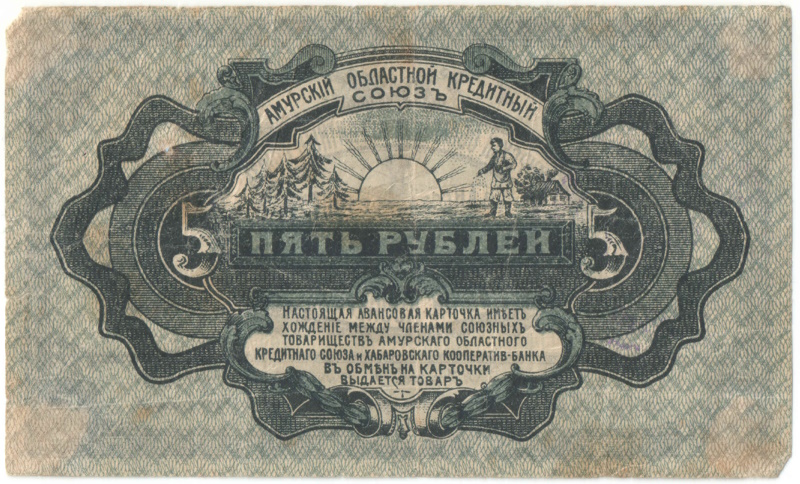 АМУРСКІЙ ОБЛАСТНОЙ КРЕДИТНЫЙ
СОЮЗЪ
5 5
ПЯТЬ РУБЛЕЙ
НАСТОЯЩАЯ АВАНСОВАЯ КАРТОЧКА ИМѢЕТЪ
ХОЖДЕНІЕ МЕЖДУ ЧЛЕНАМИ СОЮЗНЫХЪ
ТОВАРИЩЕСТВЪ АМУРСКАГО ОБЛАСТНОГО
КРЕДИТНАГО СОЮЗА И ХАБАРОВСКАГО КООПЕРАТИВ-БАНКА
ВЪ ОБМѢНЪ НА КАРТОЧКИ
ВЫДАЕТСЯ ТОВАРЪ